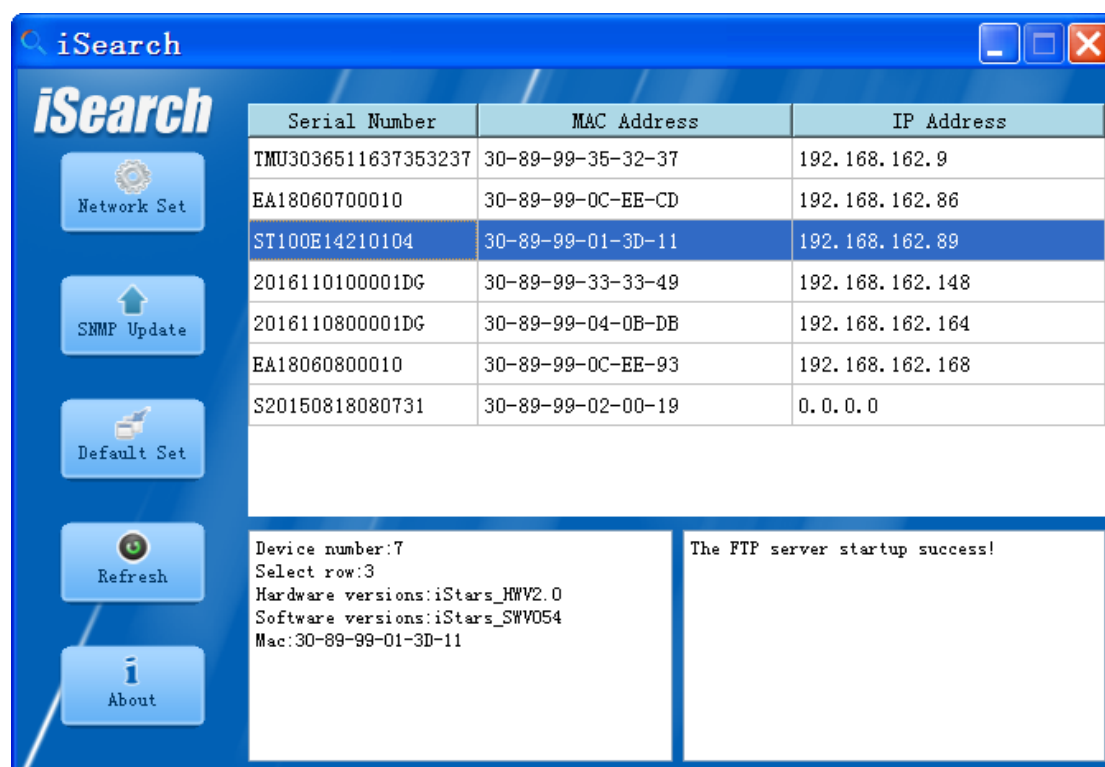 iSearch
iSearch
Serial Number MAC Address IP Address
TMU3036511637353237 30-89-99-35-32-37 192.168.162.9
EA18060700010 30-89-99-0C-EE-CD 192.168.162.86
ST100E14210104 30-89-99-01-3D-11 192.168.162.89
2016110100001DG 30-89-99-33-33-49 192.168.162.148
2016110800001DG 30-89-99-04-0B-DB 192.168.162.164
EA18060800010 30-89-99-0C-EE-93 192.168.162.168
S20150818080731 30-89-99-02-00-19 0.0.0.0
Network Set
SNMP Update
Default Set
Refresh
About
Device number:7
Select row:3
Hardware versions:iStars_HWV2.0
Software versions:iStars_SWV054
Mac:30-89-99-01-3D-11
The FTP server startup success!